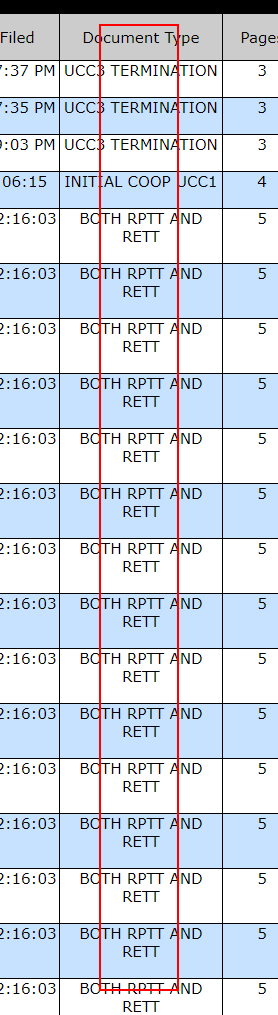 Filed Document Type Pages
7:37 PM UCC3 TERMINATION 3
7:35 PM UCC3 TERMINATION 3
9:03 PM UCC3 TERMINATION 3
06:15 INITIAL COOP UCC1 4
2:16:03 BOTH RPTT AND 5
RETT
2:16:03 BOTH RPTT AND 5
RETT
2:16:03 BOTH RPTT AND 5
RETT
2:16:03 BOTH RPTT AND 5
RETT
2:16:03 BOTH RPTT AND 5
RETT
2:16:03 BOTH RPTT AND 5
RETT
2:16:03 BOTH RPTT AND 5
RETT
2:16:03 BOTH RPTT AND 5
RETT
2:16:03 BOTH RPTT AND 5
RETT
2:16:03 BOTH RPTT AND 5
RETT
2:16:03 BOTH RPTT AND 5
RETT
2:16:03 BOTH RPTT AND 5
RETT
2:16:03 BOTH RPTT AND 5
RETT
2:16:03 BOTH RPTT AND 5
RETT
2:16:03 BOTH RPTT AND 5
RETT